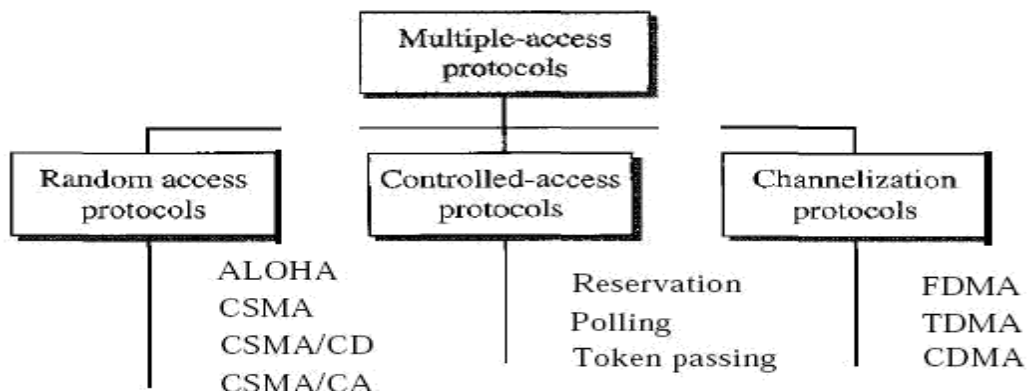 Multiple-access
protocols
Random access
protocols
Controlled-access
protocols
Channelization
protocols
ALOHA
CSMA
CSMA/CD
CSMA/CA
Reservation
Polling
Token passing
FDMA
TDMA
CDMA